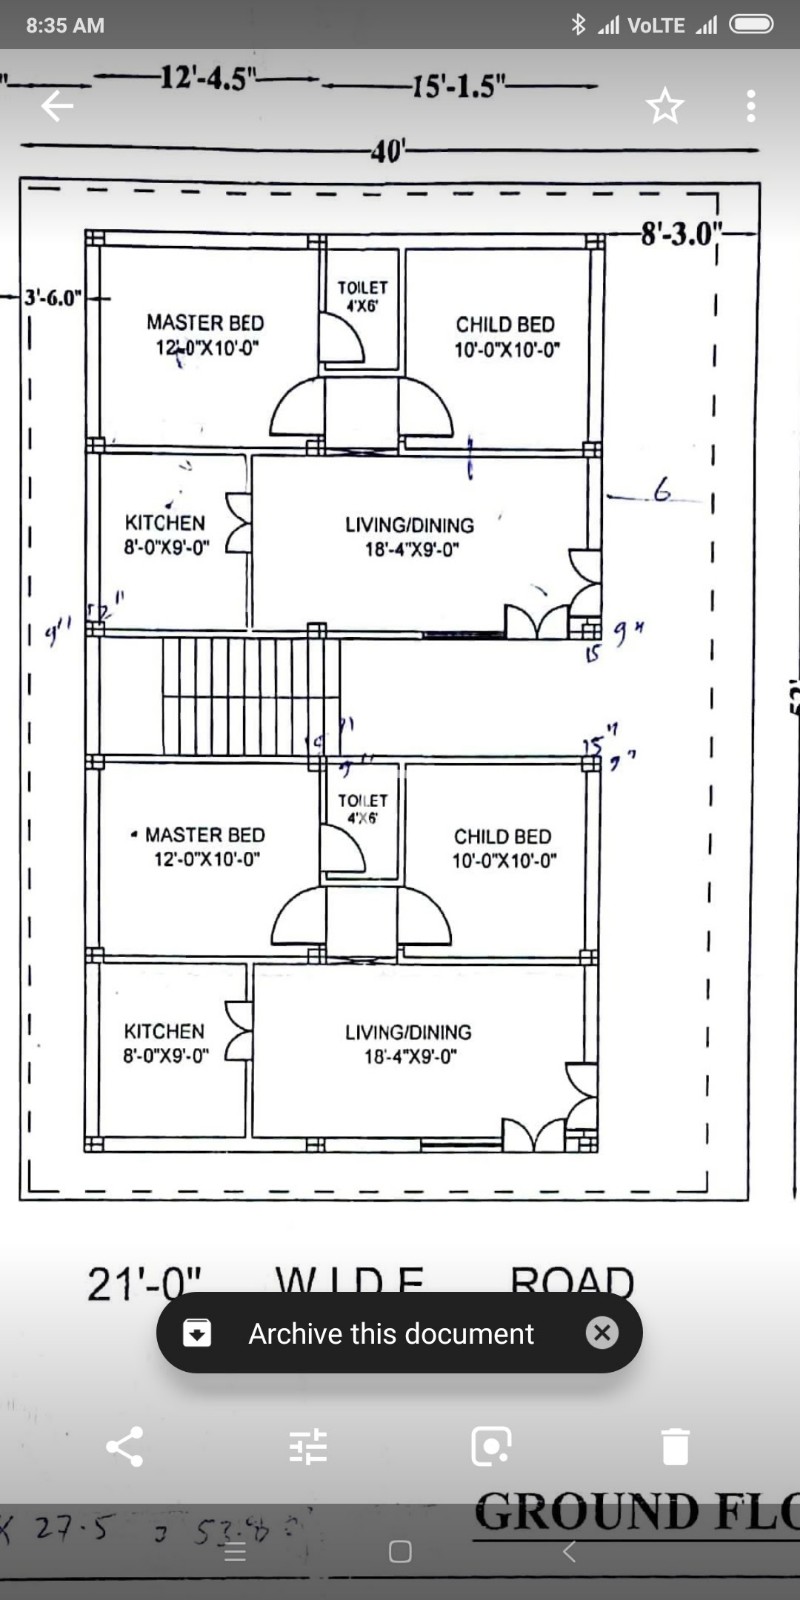 8:35 AM VoLTE
12'-4.5" 15'-1.5"
40'
8'-3.0"
3'-6.0"
TOILET
4'X6'
MASTER BED
12'-0"X10'-0"
CHILD BED
10'-0"X10'-0"
6
KITCHEN
8'-0"X9'-0"
LIVING/DINING
18'-4"X9'-0"
12"
9"
9"
15
15"
9"
9"
TOILET
4'X6'
MASTER BED
12'-0"X10'-0"
CHILD BED
10'-0"X10'-0"
KITCHEN
8'-0"X9'-0"
LIVING/DINING
18'-4"X9'-0"
21'-0" WIDE ROAD
Archive this document
GROUND FLO
X 27.5